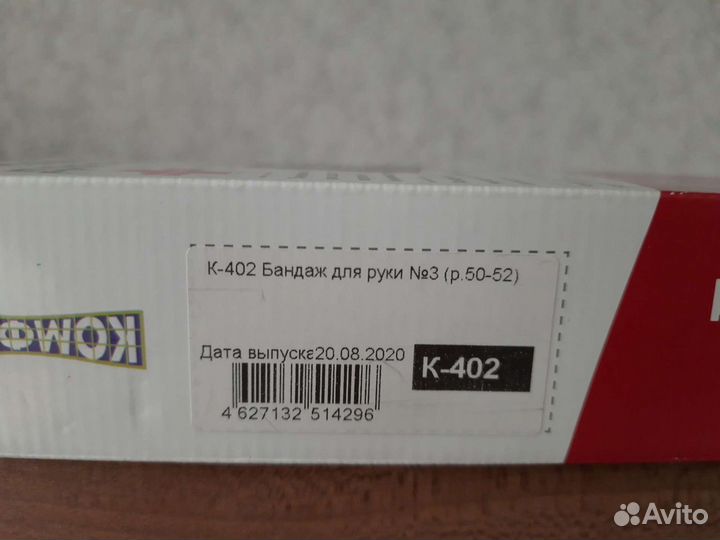 К-402 Бандаж для руки №3 (р.50-52)
Дата выпуска20.08.2020
К-402
4 627132 514296
Avito